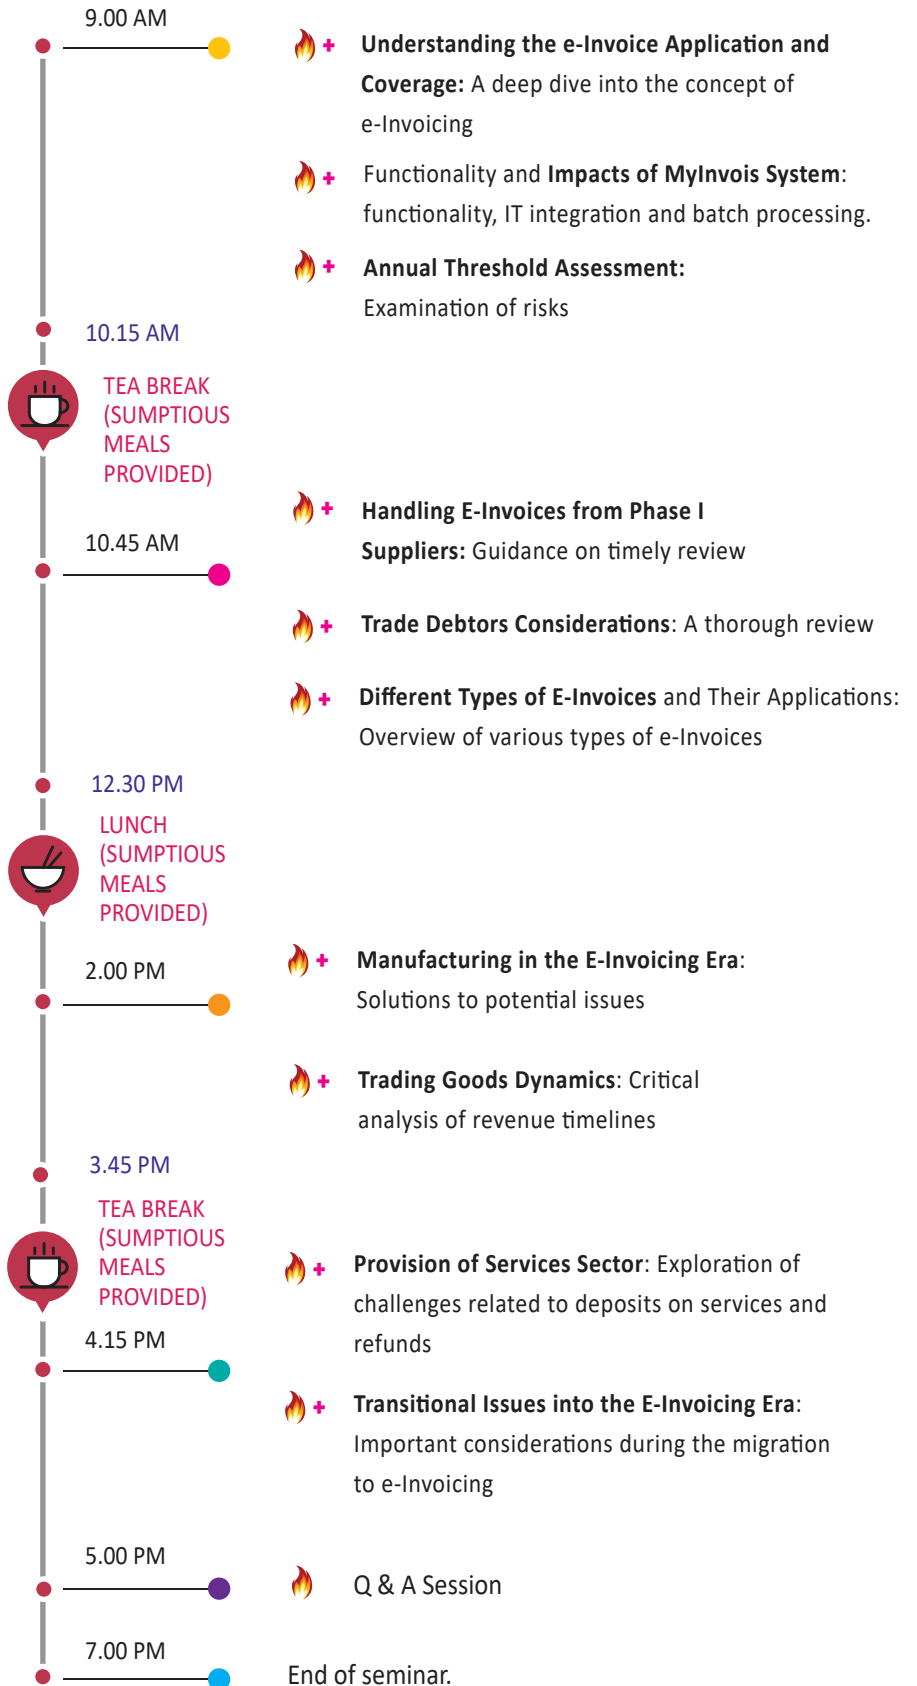 9.00 AM
Understanding the e-Invoice Application and
Coverage: A deep dive into the concept of
e-Invoicing
Functionality and Impacts of MyInvois System:
functionality, IT integration and batch processing.
Annual Threshold Assessment:
Examination of risks
10.15 AM
TEA BREAK
(SUMPTIOUS
MEALS
PROVIDED)
10.45 AM
Handling E-Invoices from Phase I
Suppliers: Guidance on timely review
Trade Debtors Considerations: A thorough review
Different Types of E-Invoices and Their Applications:
Overview of various types of e-Invoices
12.30 PM
LUNCH
(SUMPTIOUS
MEALS
PROVIDED)
2.00 PM
Manufacturing in the E-Invoicing Era:
Solutions to potential issues
Trading Goods Dynamics: Critical
analysis of revenue timelines
3.45 PM
TEA BREAK
(SUMPTIOUS
MEALS
PROVIDED)
4.15 PM
Provision of Services Sector: Exploration of
challenges related to deposits on services and
refunds
Transitional Issues into the E-Invoicing Era:
Important considerations during the migration
to e-Invoicing
5.00 PM
Q & A Session
7.00 PM
End of seminar.